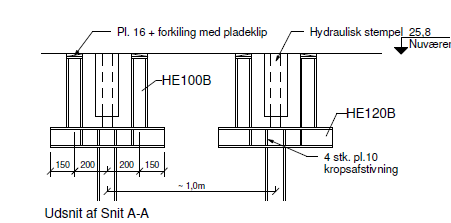 Pl. 16 + forkiling med pladeklip
Hydraulisk stempel
25,8
Nuværer
HE100B
HE120B
150
200
200
150
4 stk. pl.10
kropsafstivning
~ 1,0m
Udsnit af Snit A-A